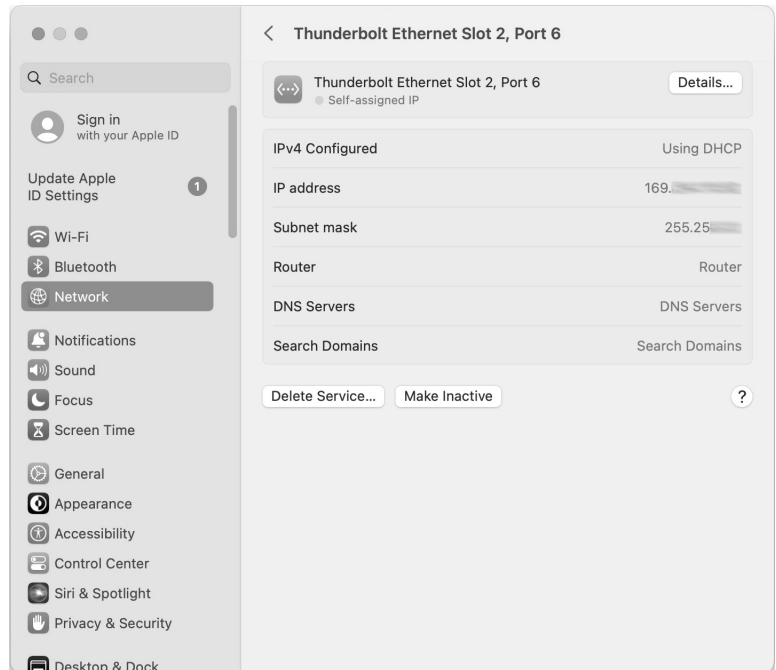 Thunderbolt Ethernet Slot 2, Port 6
Search
Sign in
with your Apple ID
Update Apple
ID Settings
1
Wi-Fi
Bluetooth
Network
Notifications
Sound
Focus
Screen Time
General
Appearance
Accessibility
Control Center
Siri & Spotlight
Privacy & Security
Desktop & Dock
Thunderbolt Ethernet Slot 2, Port 6
Self-assigned IP
Details...
IPv4 Configured Using DHCP
IP address 169.
Subnet mask 255.25
Router Router
DNS Servers DNS Servers
Search Domains Search Domains
Delete Service... Make Inactive ?